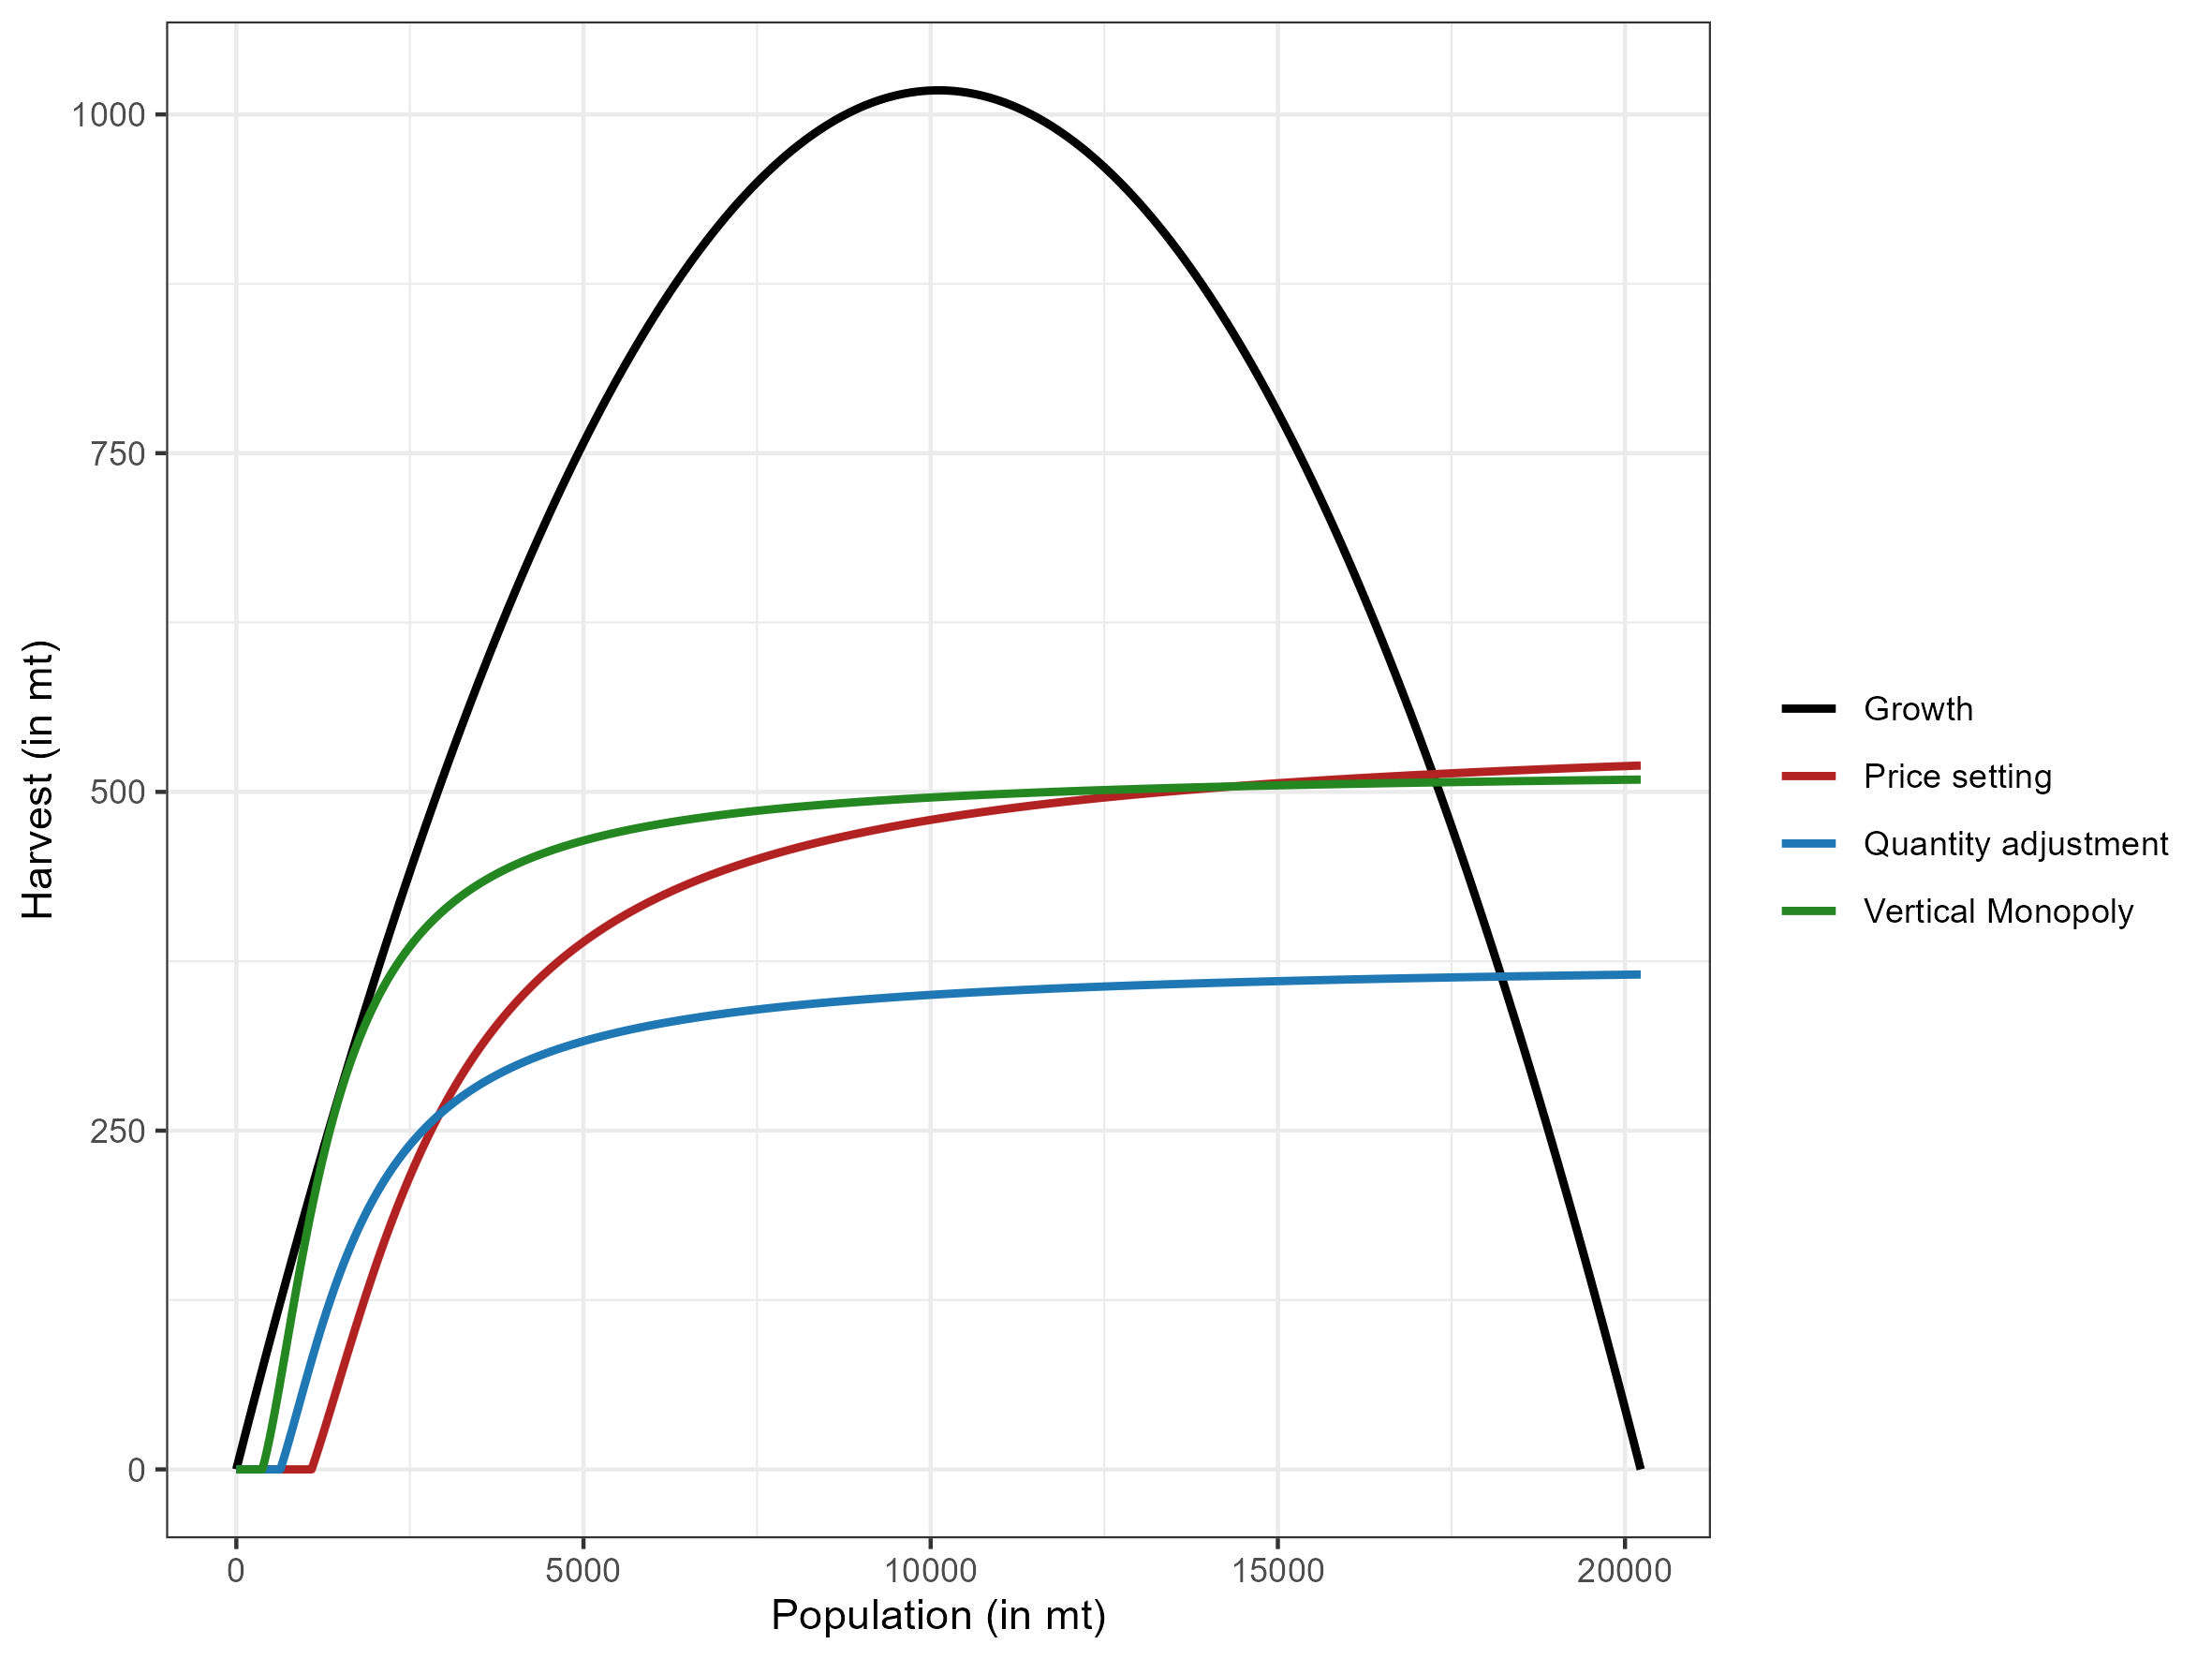 Harvest (in mt)
1000
750
500
250
0
0 5000 10000 15000 20000
Population (in mt)
Growth
Price setting
Quantity adjustment
Vertical Monopoly